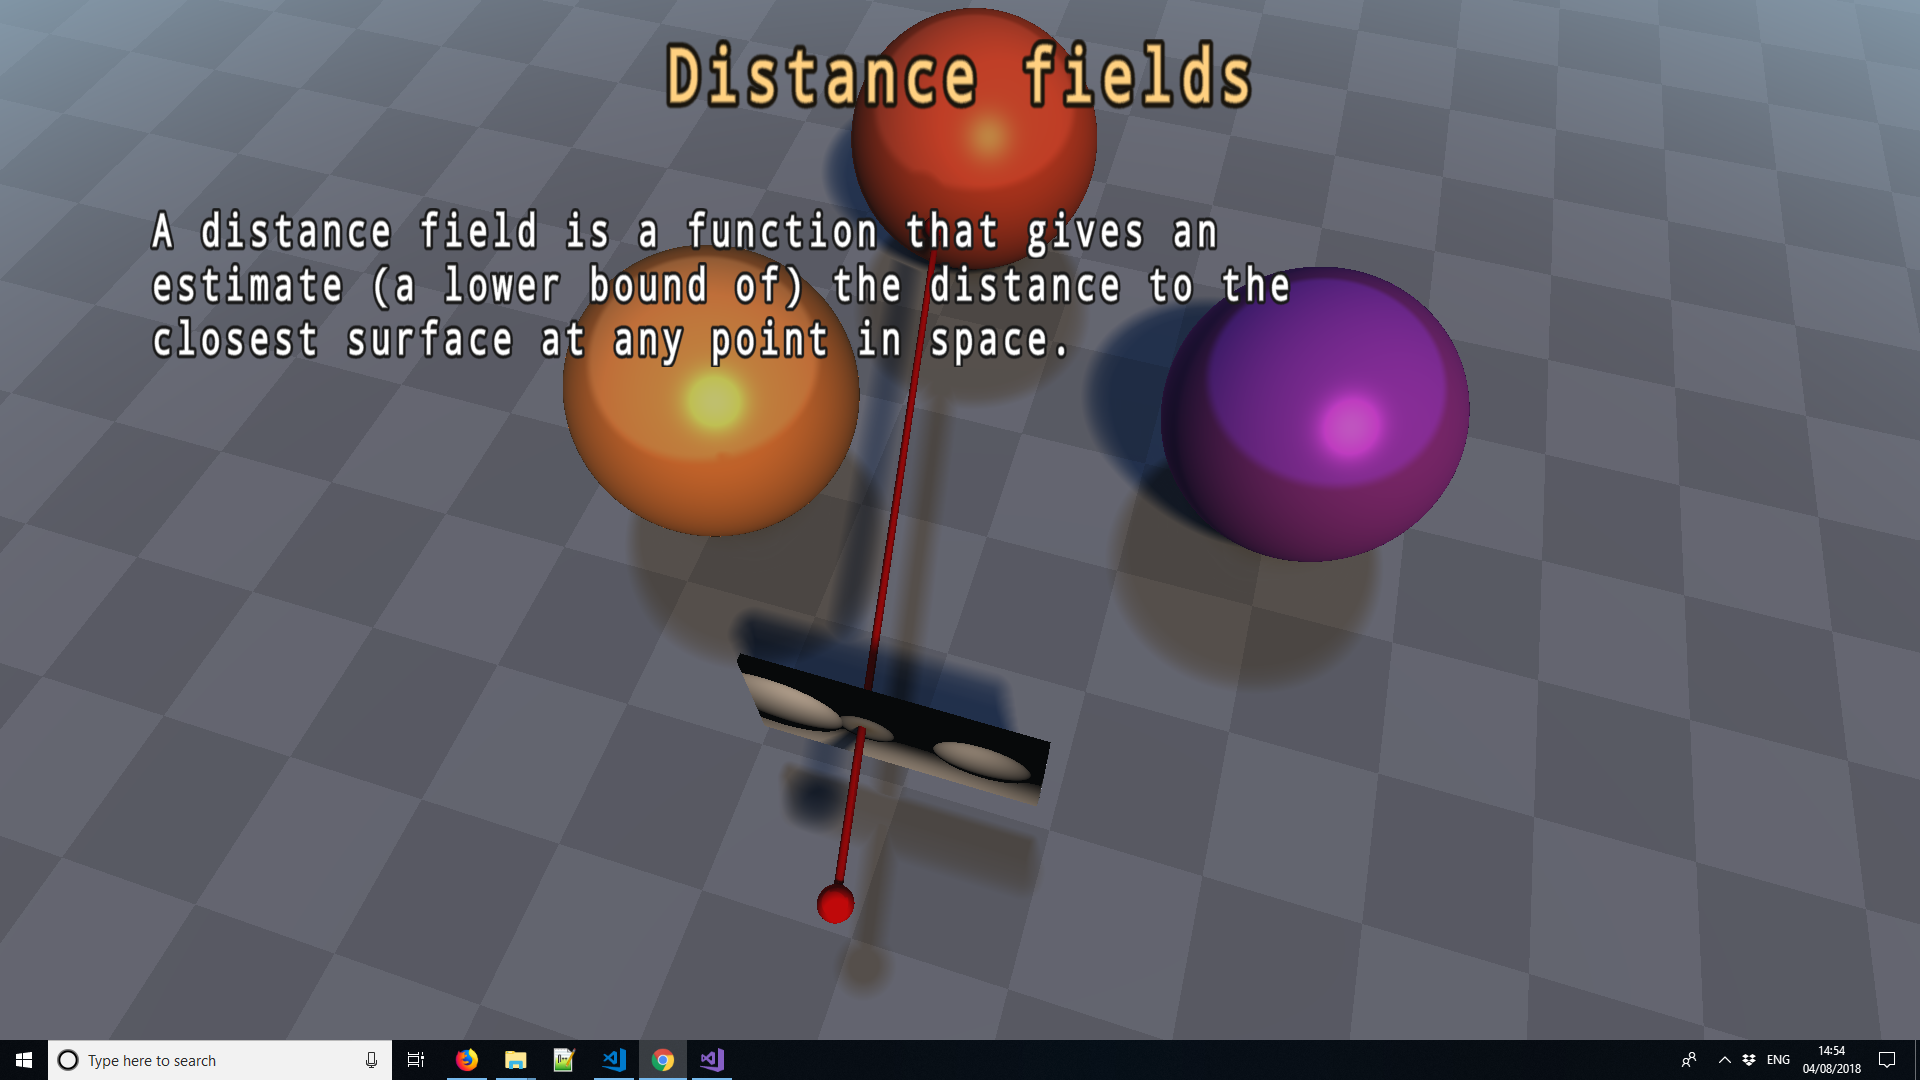 Distance fields
A distance field is a function that gives an
estimate (a lower bound of) the distance to the
closest surface at any point in space.
Type here to search
ENG
14:54
04/08/2018